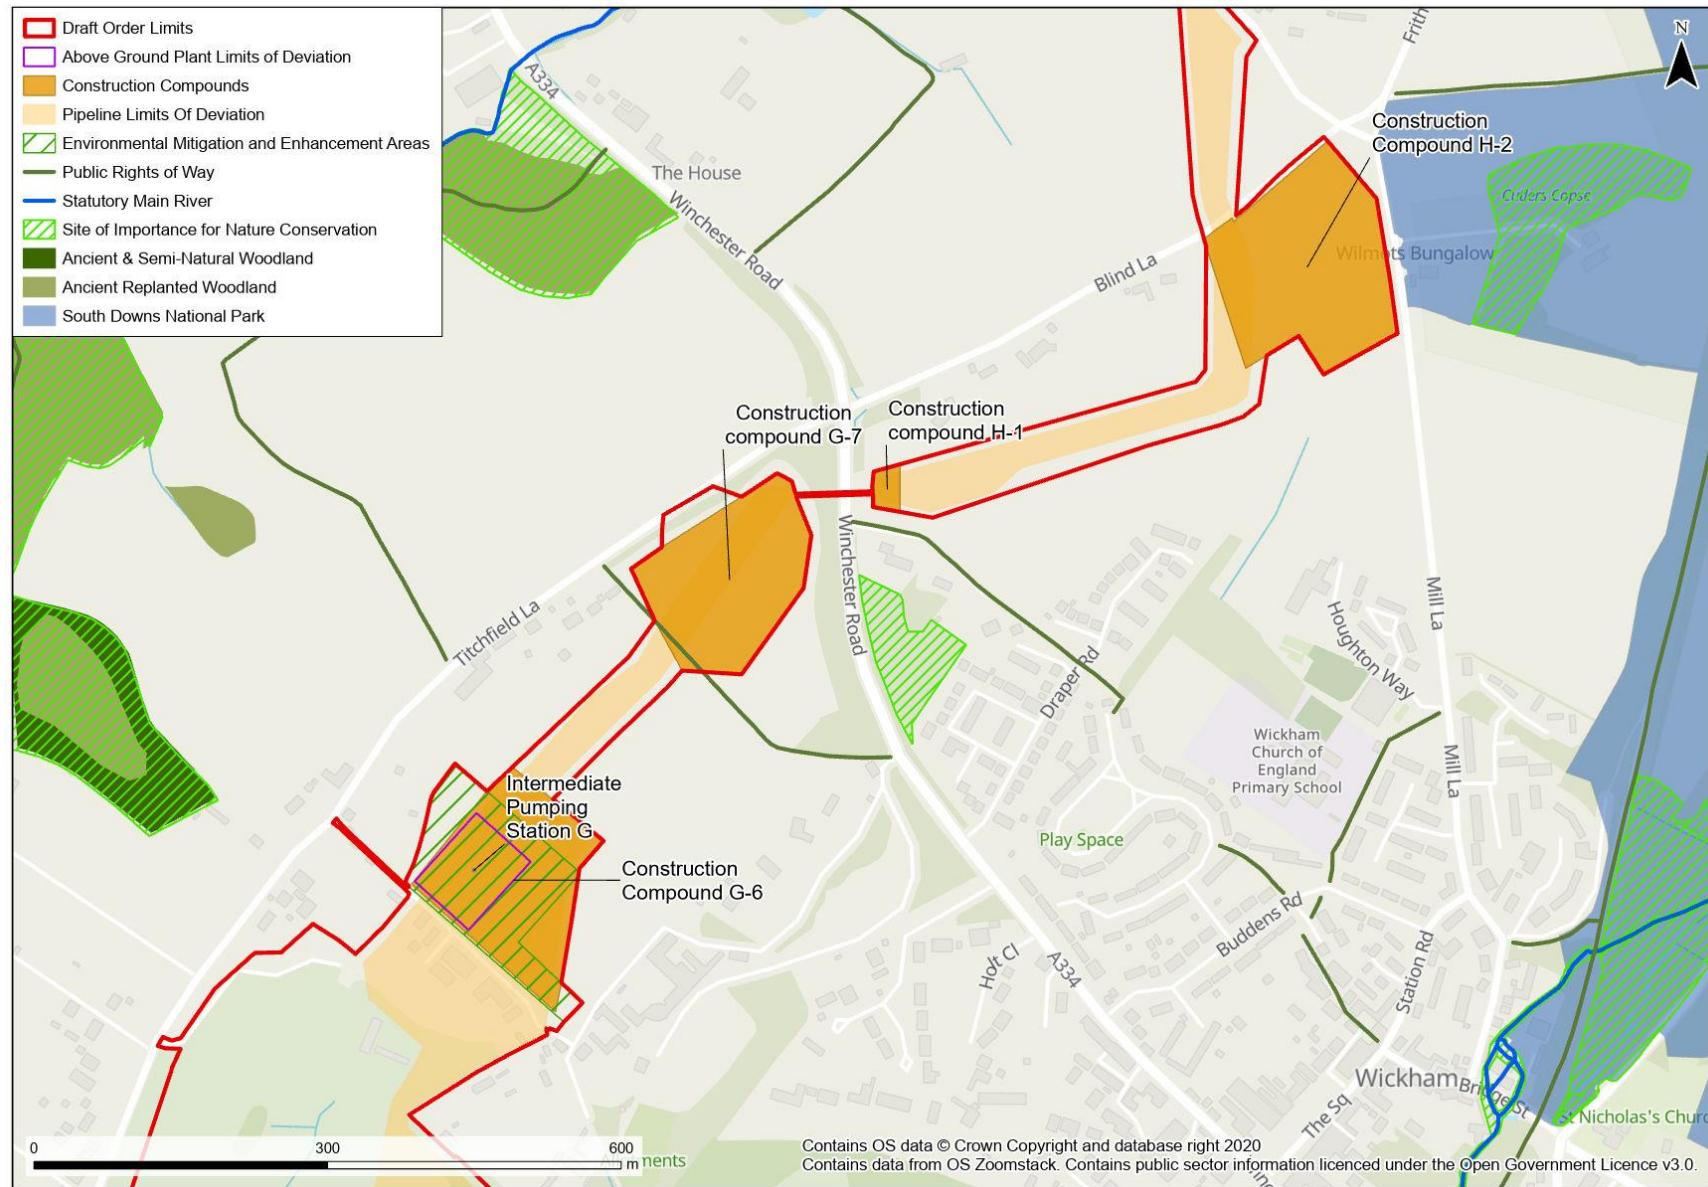 Draft Order Limits
Above Ground Plant Limits of Deviation
Construction Compounds
Pipeline Limits Of Deviation
Environmental Mitigation and Enhancement Areas
Public Rights of Way
Statutory Main River
Site of Importance for Nature Conservation
Ancient & Semi-Natural Woodland
Ancient Replanted Woodland
South Downs National Park
N
A334
Frith
The House
Winchester Road
Construction
Compound H-2
Cutlers Copse
Wilmots Bungalow
Blind La
Construction
compound G-7
Construction
compound H-1
Winchester Road
Titchfield La
Mill La
Houghton Way
Draper Rd
Wickham
Church of
England
Primary School
Mill La
Intermediate
Pumping
Station G
Play Space
Construction
Compound G-6
Buddens Rd
Holt Cl
A334
Station Rd
Wickham
Bridge St
The Sq
St Nicholas's Churc
0 300 600 m
Contains OS data © Crown Copyright and database right 2020
Contains data from OS Zoomstack. Contains public sector information licenced under the Open Government Licence v3.0.